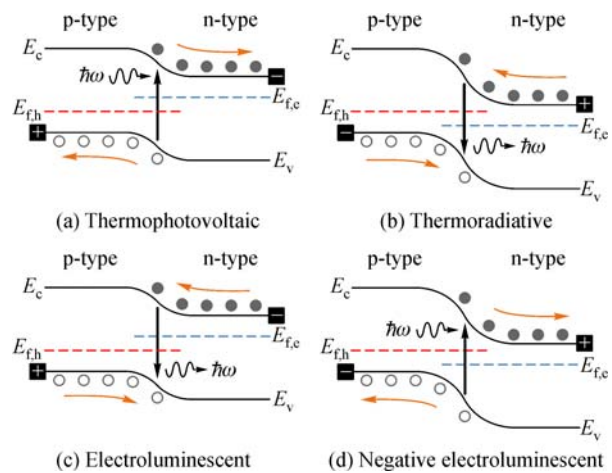 p-type n-type
E_c
ħω
−
E_f,h
E_f,e
+
E_v
(a) Thermophotovoltaic
p-type n-type
E_c
E_f,h
+
E_f,e
−
ħω
E_v
(b) Thermoradiative
p-type n-type
E_c
−
E_f,h
E_f,e
+
ħω
E_v
(c) Electroluminescent
p-type n-type
E_c
ħω
E_f,h
+
E_f,e
−
E_v
(d) Negative electroluminescent